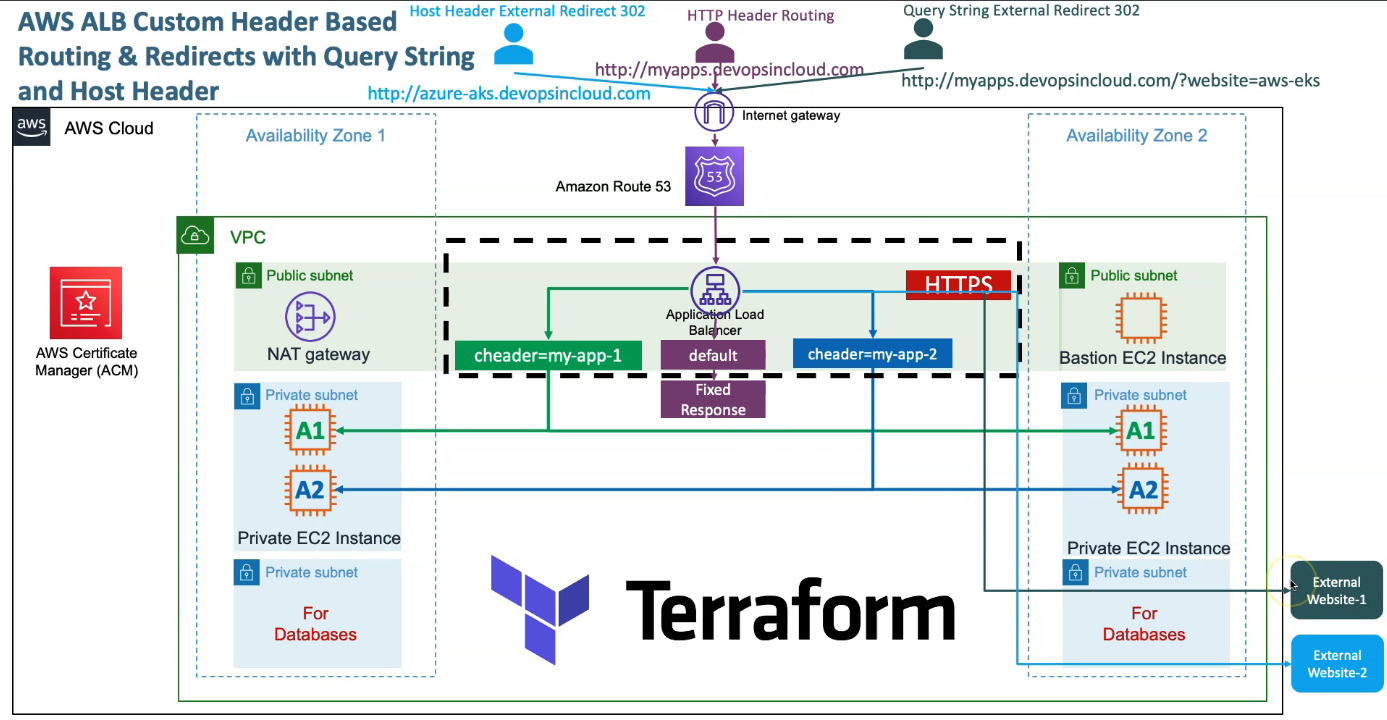 AWS ALB Custom Header Based
Routing & Redirects with Query String
and Host Header
Host Header External Redirect 302
HTTP Header Routing
Query String External Redirect 302
http://azure-aks.devopsincloud.com
http://myapps.devopsincloud.com
http://myapps.devopsincloud.com/?website=aws-eks
aws
AWS Cloud
Availability Zone 1
Internet gateway
Availability Zone 2
53
Amazon Route 53
VPC
Public subnet
NAT gateway
HTTPS
Application Load
Balancer
cheader=my-app-1
default
cheader=my-app-2
Fixed
Response
Public subnet
Bastion EC2 Instance
AWS Certificate
Manager (ACM)
Private subnet
A1
A2
Private EC2 Instance
Private subnet
A1
A2
Private EC2 Instance
Private subnet
For
Databases
Terraform
Private subnet
For
Databases
External
Website-1
External
Website-2